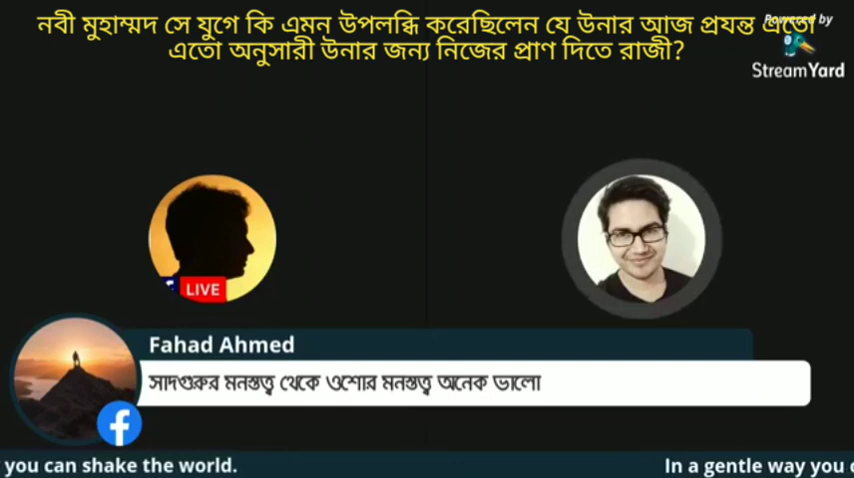 নবী মুহাম্মদ সে যুগে কি এমন উপলব্ধি করেছিলেন যে উনার আজ প্রযন্ত এতো
এতো অনুসারী উনার জন্য নিজের প্রাণ দিতে রাজী?
Powered by
StreamYard
LIVE
Fahad Ahmed
সাদগুরুর মনস্তত্ত্ব থেকে ওশোর মনস্তত্ত্ব অনেক ভালো
you can shake the world.
In a gentle way you